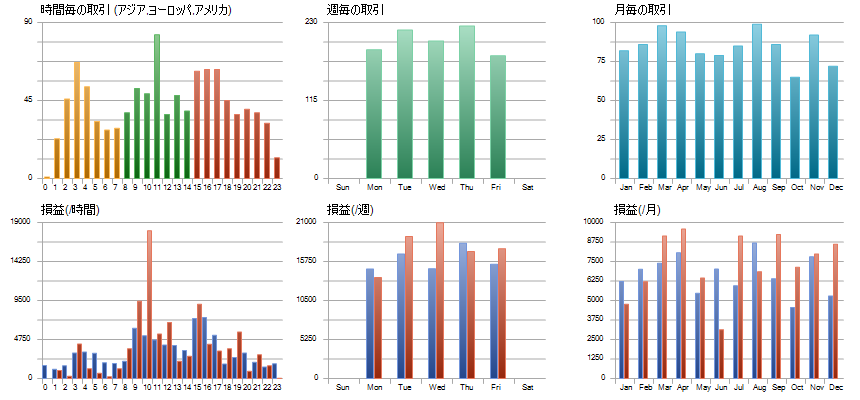 時間毎の取引 (アジア,ヨーロッパ,アメリカ)
90
45
0
0 1 2 3 4 5 6 7 8 9 10 11 12 13 14 15 16 17 18 19 20 21 22 23
週毎の取引
230
115
0
Sun Mon Tue Wed Thu Fri Sat
月毎の取引
100
75
50
25
0
Jan Feb Mar Apr May Jun Jul Aug Sep Oct Nov Dec
損益(/時間)
19000
14250
9500
4750
0
0 1 2 3 4 5 6 7 8 9 10 11 12 13 14 15 16 17 18 19 20 21 22 23
損益(/週)
21000
15750
10500
5250
0
Sun Mon Tue Wed Thu Fri Sat
損益(/月)
10000
8750
7500
6250
5000
3750
2500
1250
0
Jan Feb Mar Apr May Jun Jul Aug Sep Oct Nov Dec